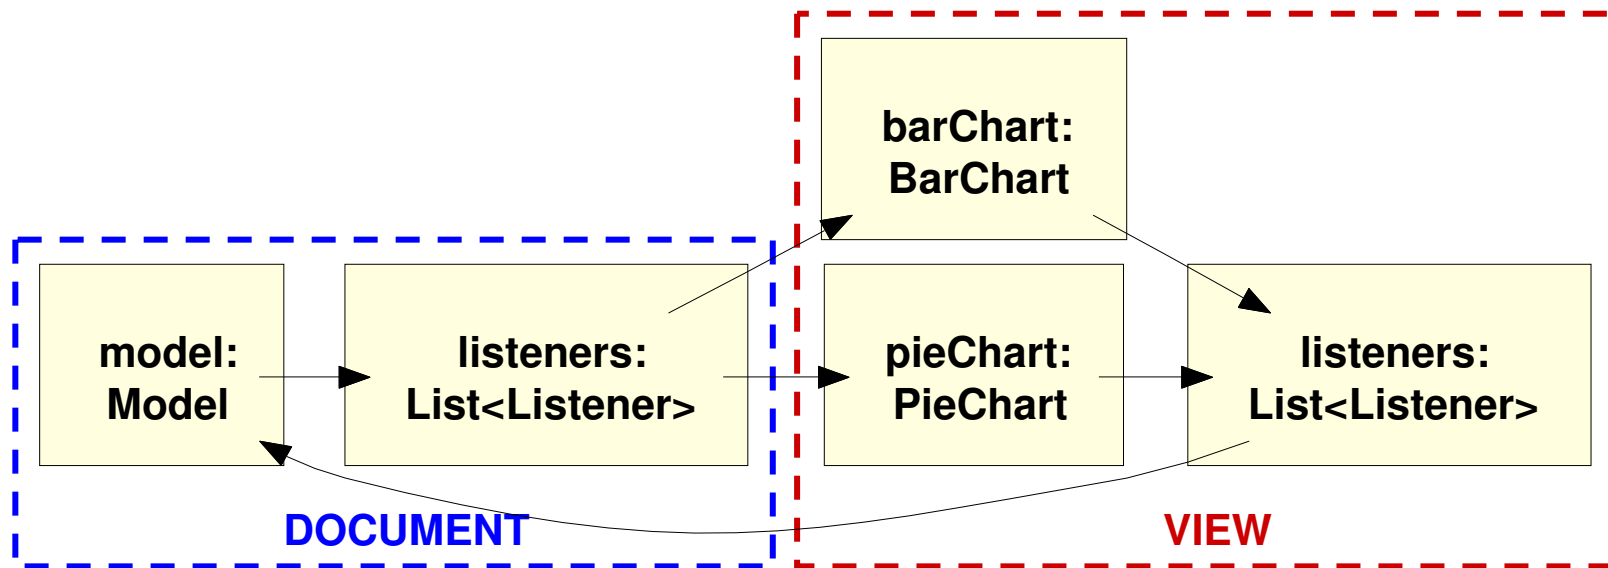 barChart:
BarChart
model:
Model
listeners:
List<Listener>
pieChart:
PieChart
listeners:
List<Listener>
DOCUMENT
VIEW